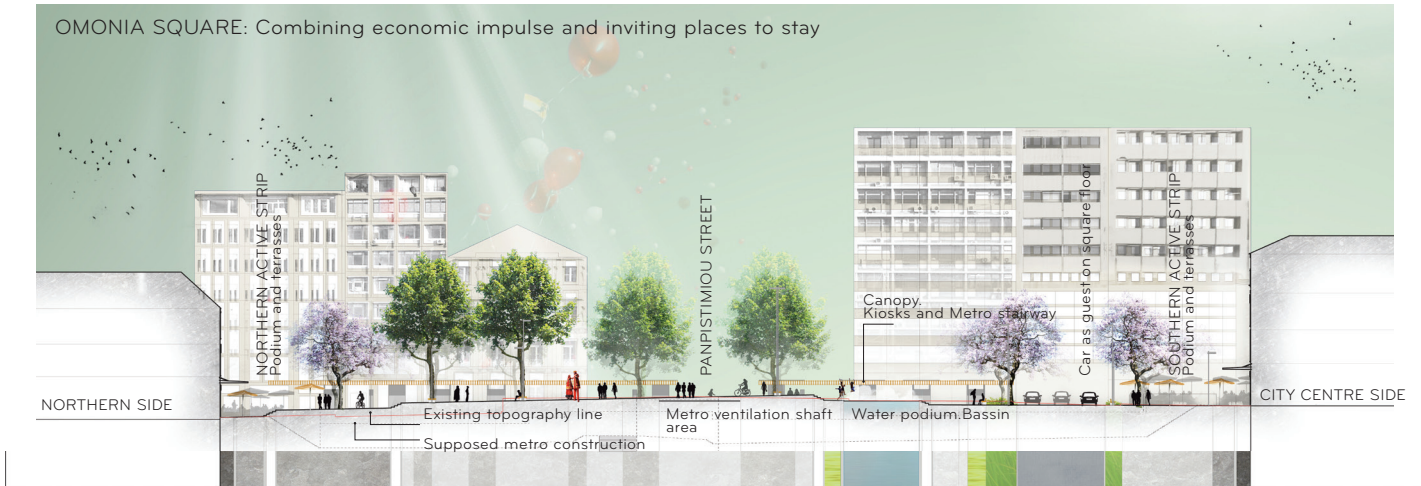 OMONIA SQUARE: Combining economic impulse and inviting places to stay
NORTHERN ACTIVE STRIP
Podium and terrasses
PANPISTIMIOU STREET
Canopy.
Kiosks and Metro stairway
Car as guest on square floor
SOUTHERN ACTIVE STRIP
Podium and terrasses
NORTHERN SIDE
CITY CENTRE SIDE
Existing topography line
Supposed metro construction
Metro ventilation shaft
area
Water podium.Bassin